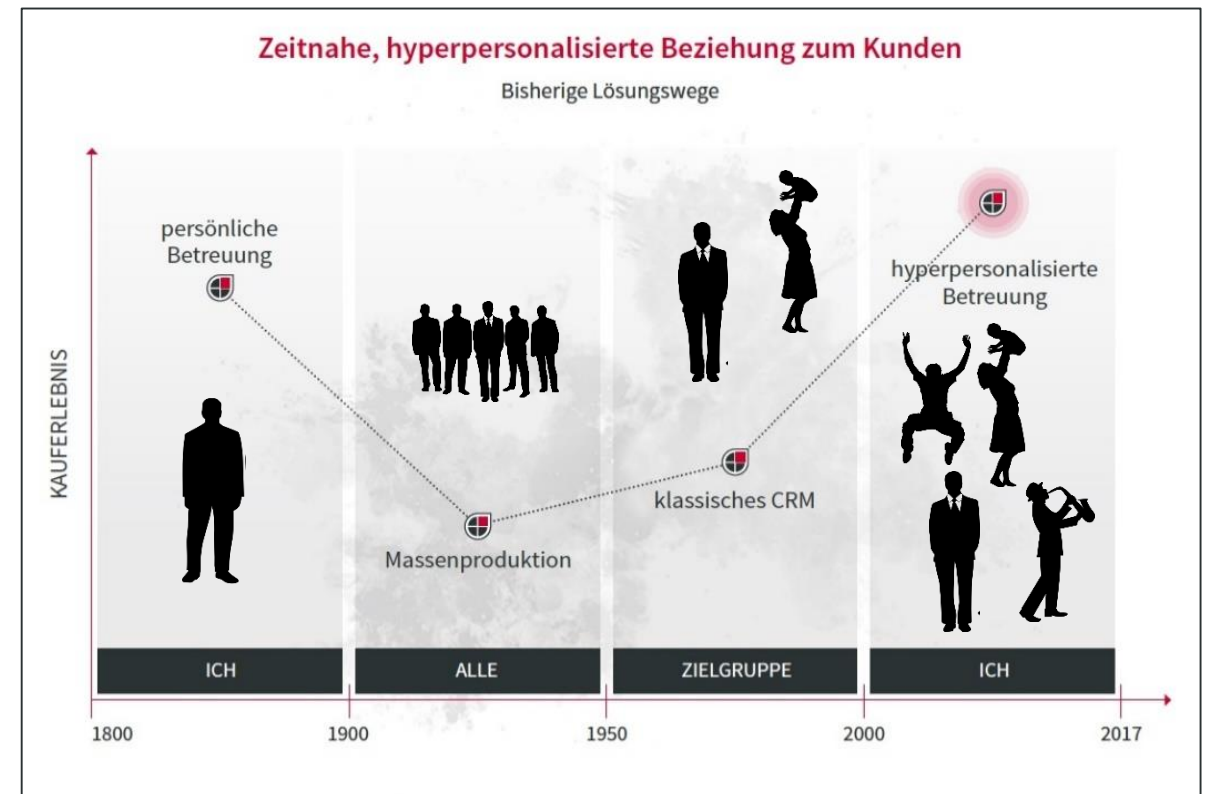 Zeitnahe, hyperpersonalisierte Beziehung zum Kunden
Bisherige Lösungswege
KAUFERLEBNIS
persönliche
Betreuung
Massenproduktion
klassisches CRM
hyperpersonalisierte
Betreuung
ICH
ALLE
ZIELGRUPPE
ICH
1800
1900
1950
2000
2017